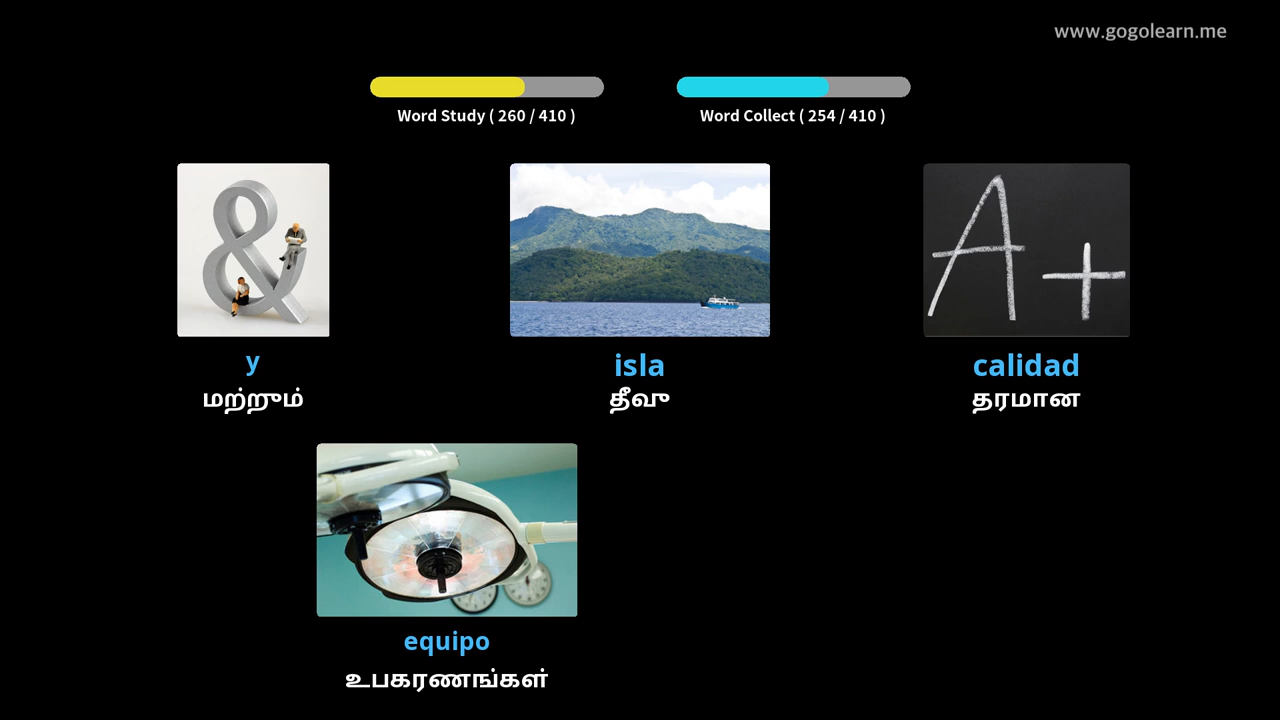 www.gogolearn.me
Word Study ( 260 / 410 )
Word Collect ( 254 / 410 )
&
A+
y
மற்றும்
isla
தீவு
calidad
தரமான
equipo
உபகரணங்கள்